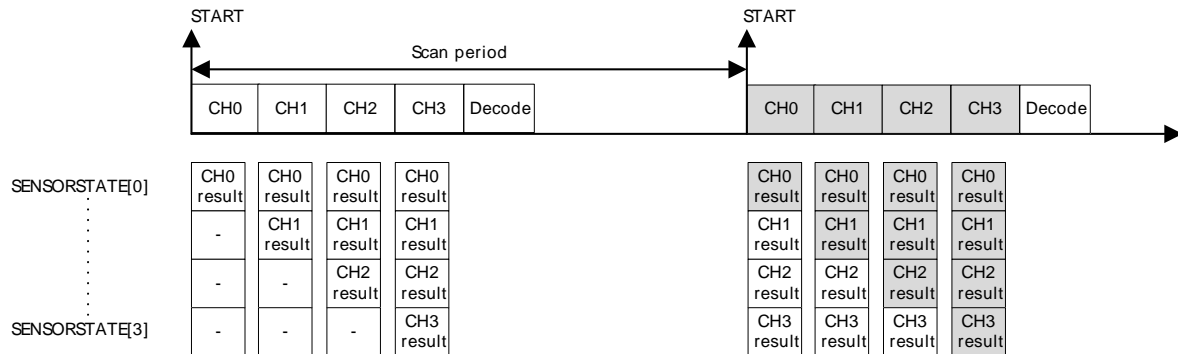 START START
Scan period
CH0 CH1 CH2 CH3 Decode CH0 CH1 CH2 CH3 Decode
SENSORSTATE[0] CH0 CH0 CH0 CH0 CH0 CH0 CH0 CH0
result result result result result result result result
- CH1 CH1 CH1 CH1 CH1 CH1 CH1
result result result result result result result
- - CH2 CH2 CH2 CH2 CH2 CH2
result result result result result result
SENSORSTATE[3] - - - CH3 CH3 CH3 CH3 CH3
result result result result result